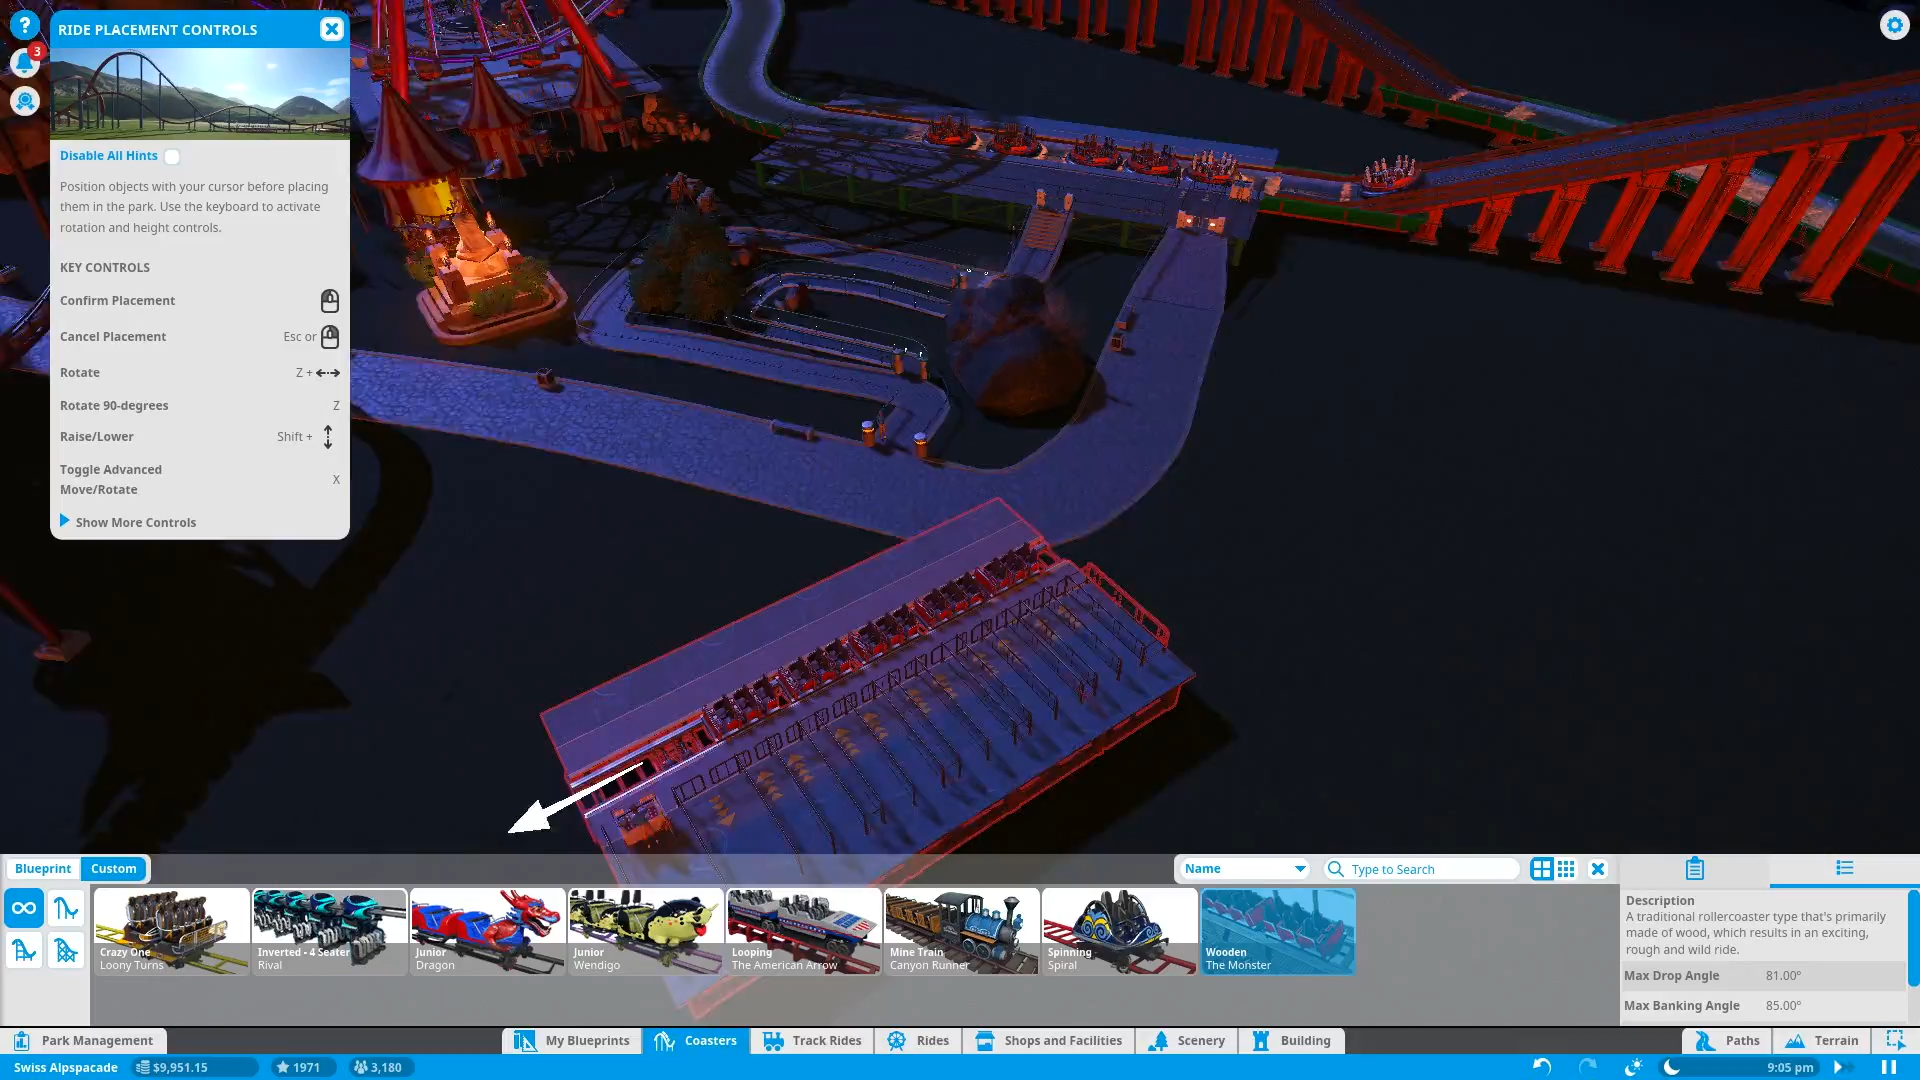 RIDE PLACEMENT CONTROLS
3
Disable All Hints
Position objects with your cursor before placing
them in the park. Use the keyboard to activate
rotation and height controls.
KEY CONTROLS
Confirm Placement
Cancel Placement Esc or
Rotate Z +
Rotate 90-degrees Z
Raise/Lower Shift +
Toggle Advanced
Move/Rotate X
Show More Controls
Blueprint Custom
Name
Type to Search
Crazy One
Loony Turns
Inverted - 4 Seater
Rival
Junior
Dragon
Junior
Wendigo
Looping
The American Arrow
Mine Train
Canyon Runner
Spinning
Spiral
Wooden
The Monster
Description
A traditional rollercoaster type that's primarily
made of wood, which results in an exciting,
rough and wild ride.
Max Drop Angle 81.00°
Max Banking Angle 85.00°
Park Management
My Blueprints
Coasters
Track Rides
Rides
Shops and Facilities
Scenery
Building
Paths
Terrain
Swiss Alpspacade
$9,951.15
1971
3,180
9:05 pm